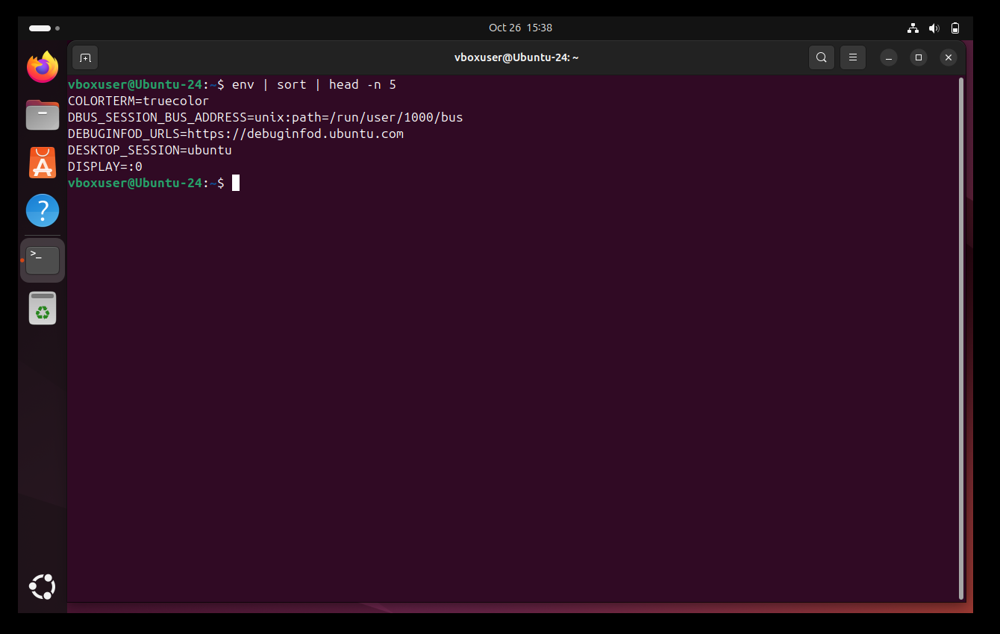 Oct 26 15:38
vboxuser@Ubuntu-24: ~
vboxuser@Ubuntu-24:~$ env | sort | head -n 5
COLORTERM=truecolor
DBUS_SESSION_BUS_ADDRESS=unix:path=/run/user/1000/bus
DEBUGINFOD_URLS=https://debuginfod.ubuntu.com
DESKTOP_SESSION=ubuntu
DISPLAY=:0
vboxuser@Ubuntu-24:~$